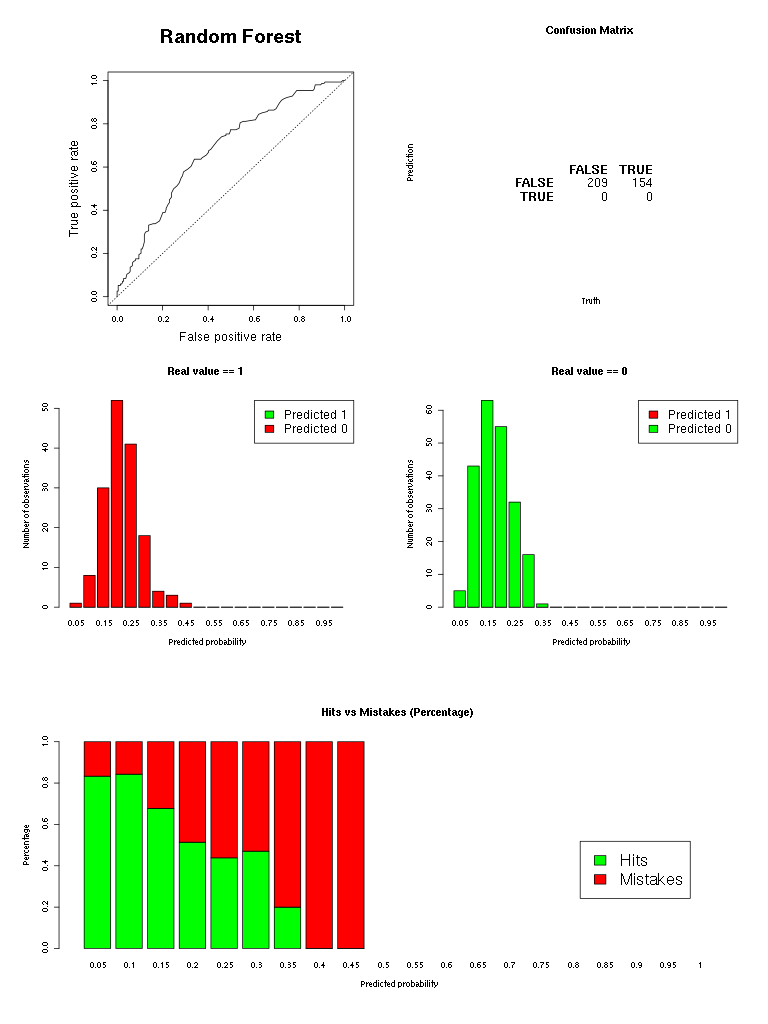 Random Forest
Confusion Matrix
True positive rate
0.0 0.2 0.4 0.6 0.8 1.0
0.0 0.2 0.4 0.6 0.8 1.0
False positive rate
Prediction
FALSE TRUE
FALSE 209 154
TRUE 0 0
Truth
Real value == 1
Number of observations
0 10 20 30 40 50
Predicted 1
Predicted 0
0.05 0.15 0.25 0.35 0.45 0.55 0.65 0.75 0.85 0.95
Predicted probability
Real value == 0
Number of observations
0 10 20 30 40 50 60
Predicted 1
Predicted 0
0.05 0.15 0.25 0.35 0.45 0.55 0.65 0.75 0.85 0.95
Predicted probability
Hits vs Mistakes (Percentage)
Percentage
0.0 0.2 0.4 0.6 0.8 1.0
Hits
Mistakes
0.05 0.1 0.15 0.2 0.25 0.3 0.35 0.4 0.45 0.5 0.55 0.6 0.65 0.7 0.75 0.8 0.85 0.9 0.95 1
Predicted probability